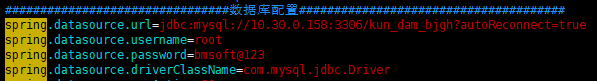 ################################数据库配置######################################
spring.datasource.url=jdbc:mysql://10.30.0.158:3306/kun_dam_bjgh?autoReconnect=true
spring.datasource.username=root
spring.datasource.password=bmsoft@123
spring.datasource.driverClassName=com.mysql.jdbc.Driver